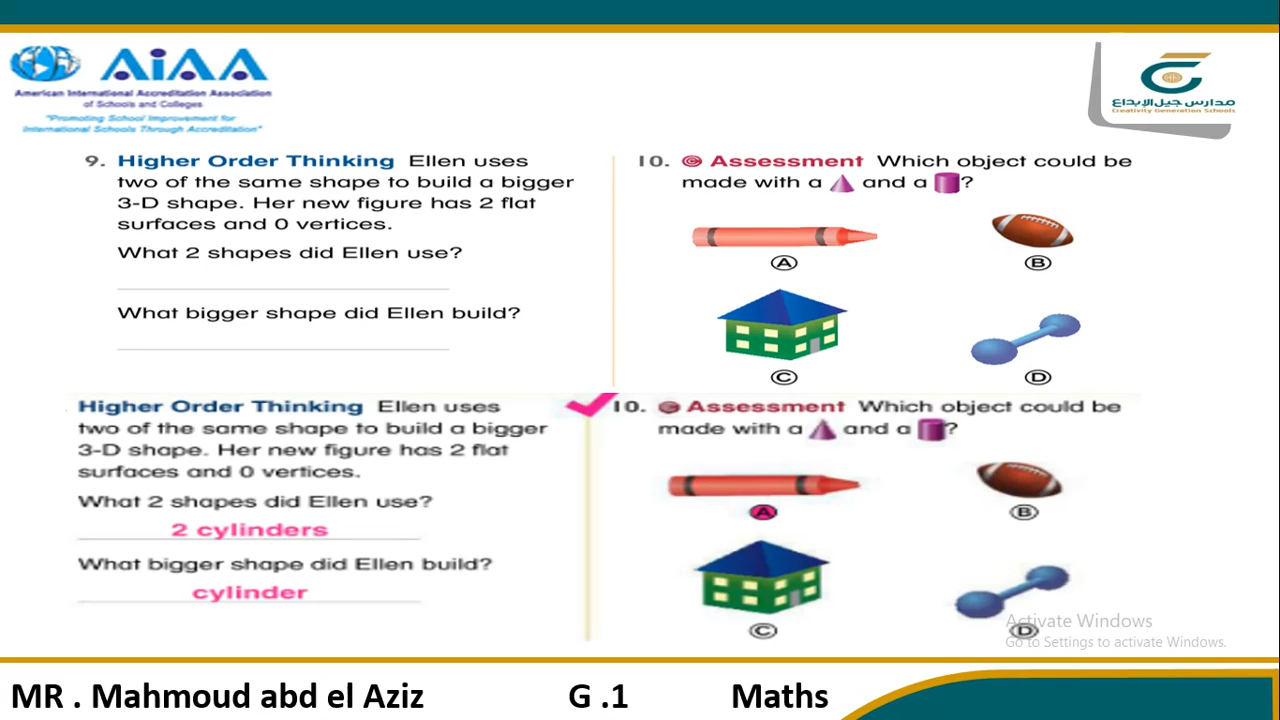 AiAA
American International Accreditation Association
of Schools and Colleges
"Promoting School Improvement for
International Schools Through Accreditation"
مدارس جيل الإبداع
Creativity Generation Schools
9. Higher Order Thinking Ellen uses
two of the same shape to build a bigger
3-D shape. Her new figure has 2 flat
surfaces and 0 vertices.
What 2 shapes did Ellen use?
What bigger shape did Ellen build?
10. Assessment Which object could be
made with a and a ?
A
B
C
D
Higher Order Thinking Ellen uses
two of the same shape to build a bigger
3-D shape. Her new figure has 2 flat
surfaces and 0 vertices.
What 2 shapes did Ellen use?
2 cylinders
What bigger shape did Ellen build?
cylinder
10. Assessment Which object could be
made with a and a ?
A
B
C
D
Activate Windows
Go to Settings to activate Windows.
MR . Mahmoud abd el Aziz G .1 Maths